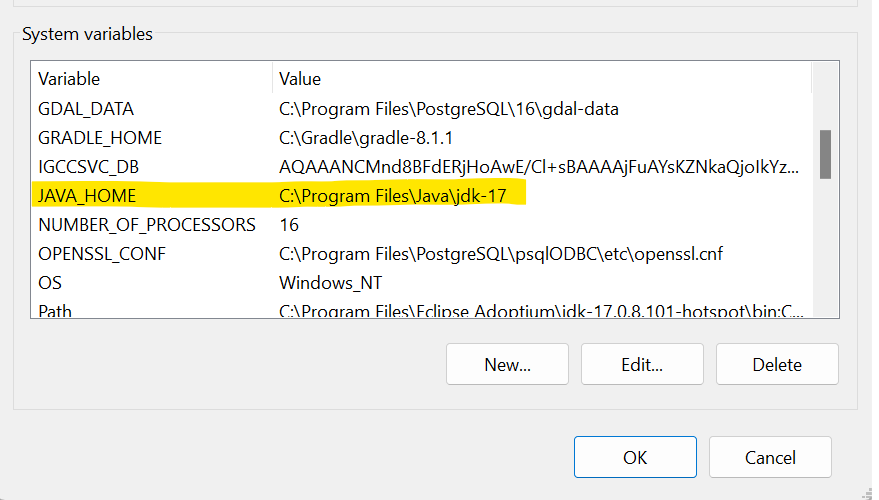 System variables
Variable Value
GDAL_DATA C:\Program Files\PostgreSQL\16\gdal-data
GRADLE_HOME C:\Gradle\gradle-8.1.1
IGCCSVC_DB AQAAANCMnd8BFdERjHoAwE/Cl+sBAAAAjFuAYsKZNkaQjoIkYz...
JAVA_HOME C:\Program Files\Java\jdk-17
NUMBER_OF_PROCESSORS 16
OPENSSL_CONF C:\Program Files\PostgreSQL\psqlODBC\etc\openssl.cnf
OS Windows_NT
Path C:\Program Files\Eclipse Adoptium\jdk-17.0.8.101-hotspot\bin;C...
New... Edit... Delete
OK Cancel